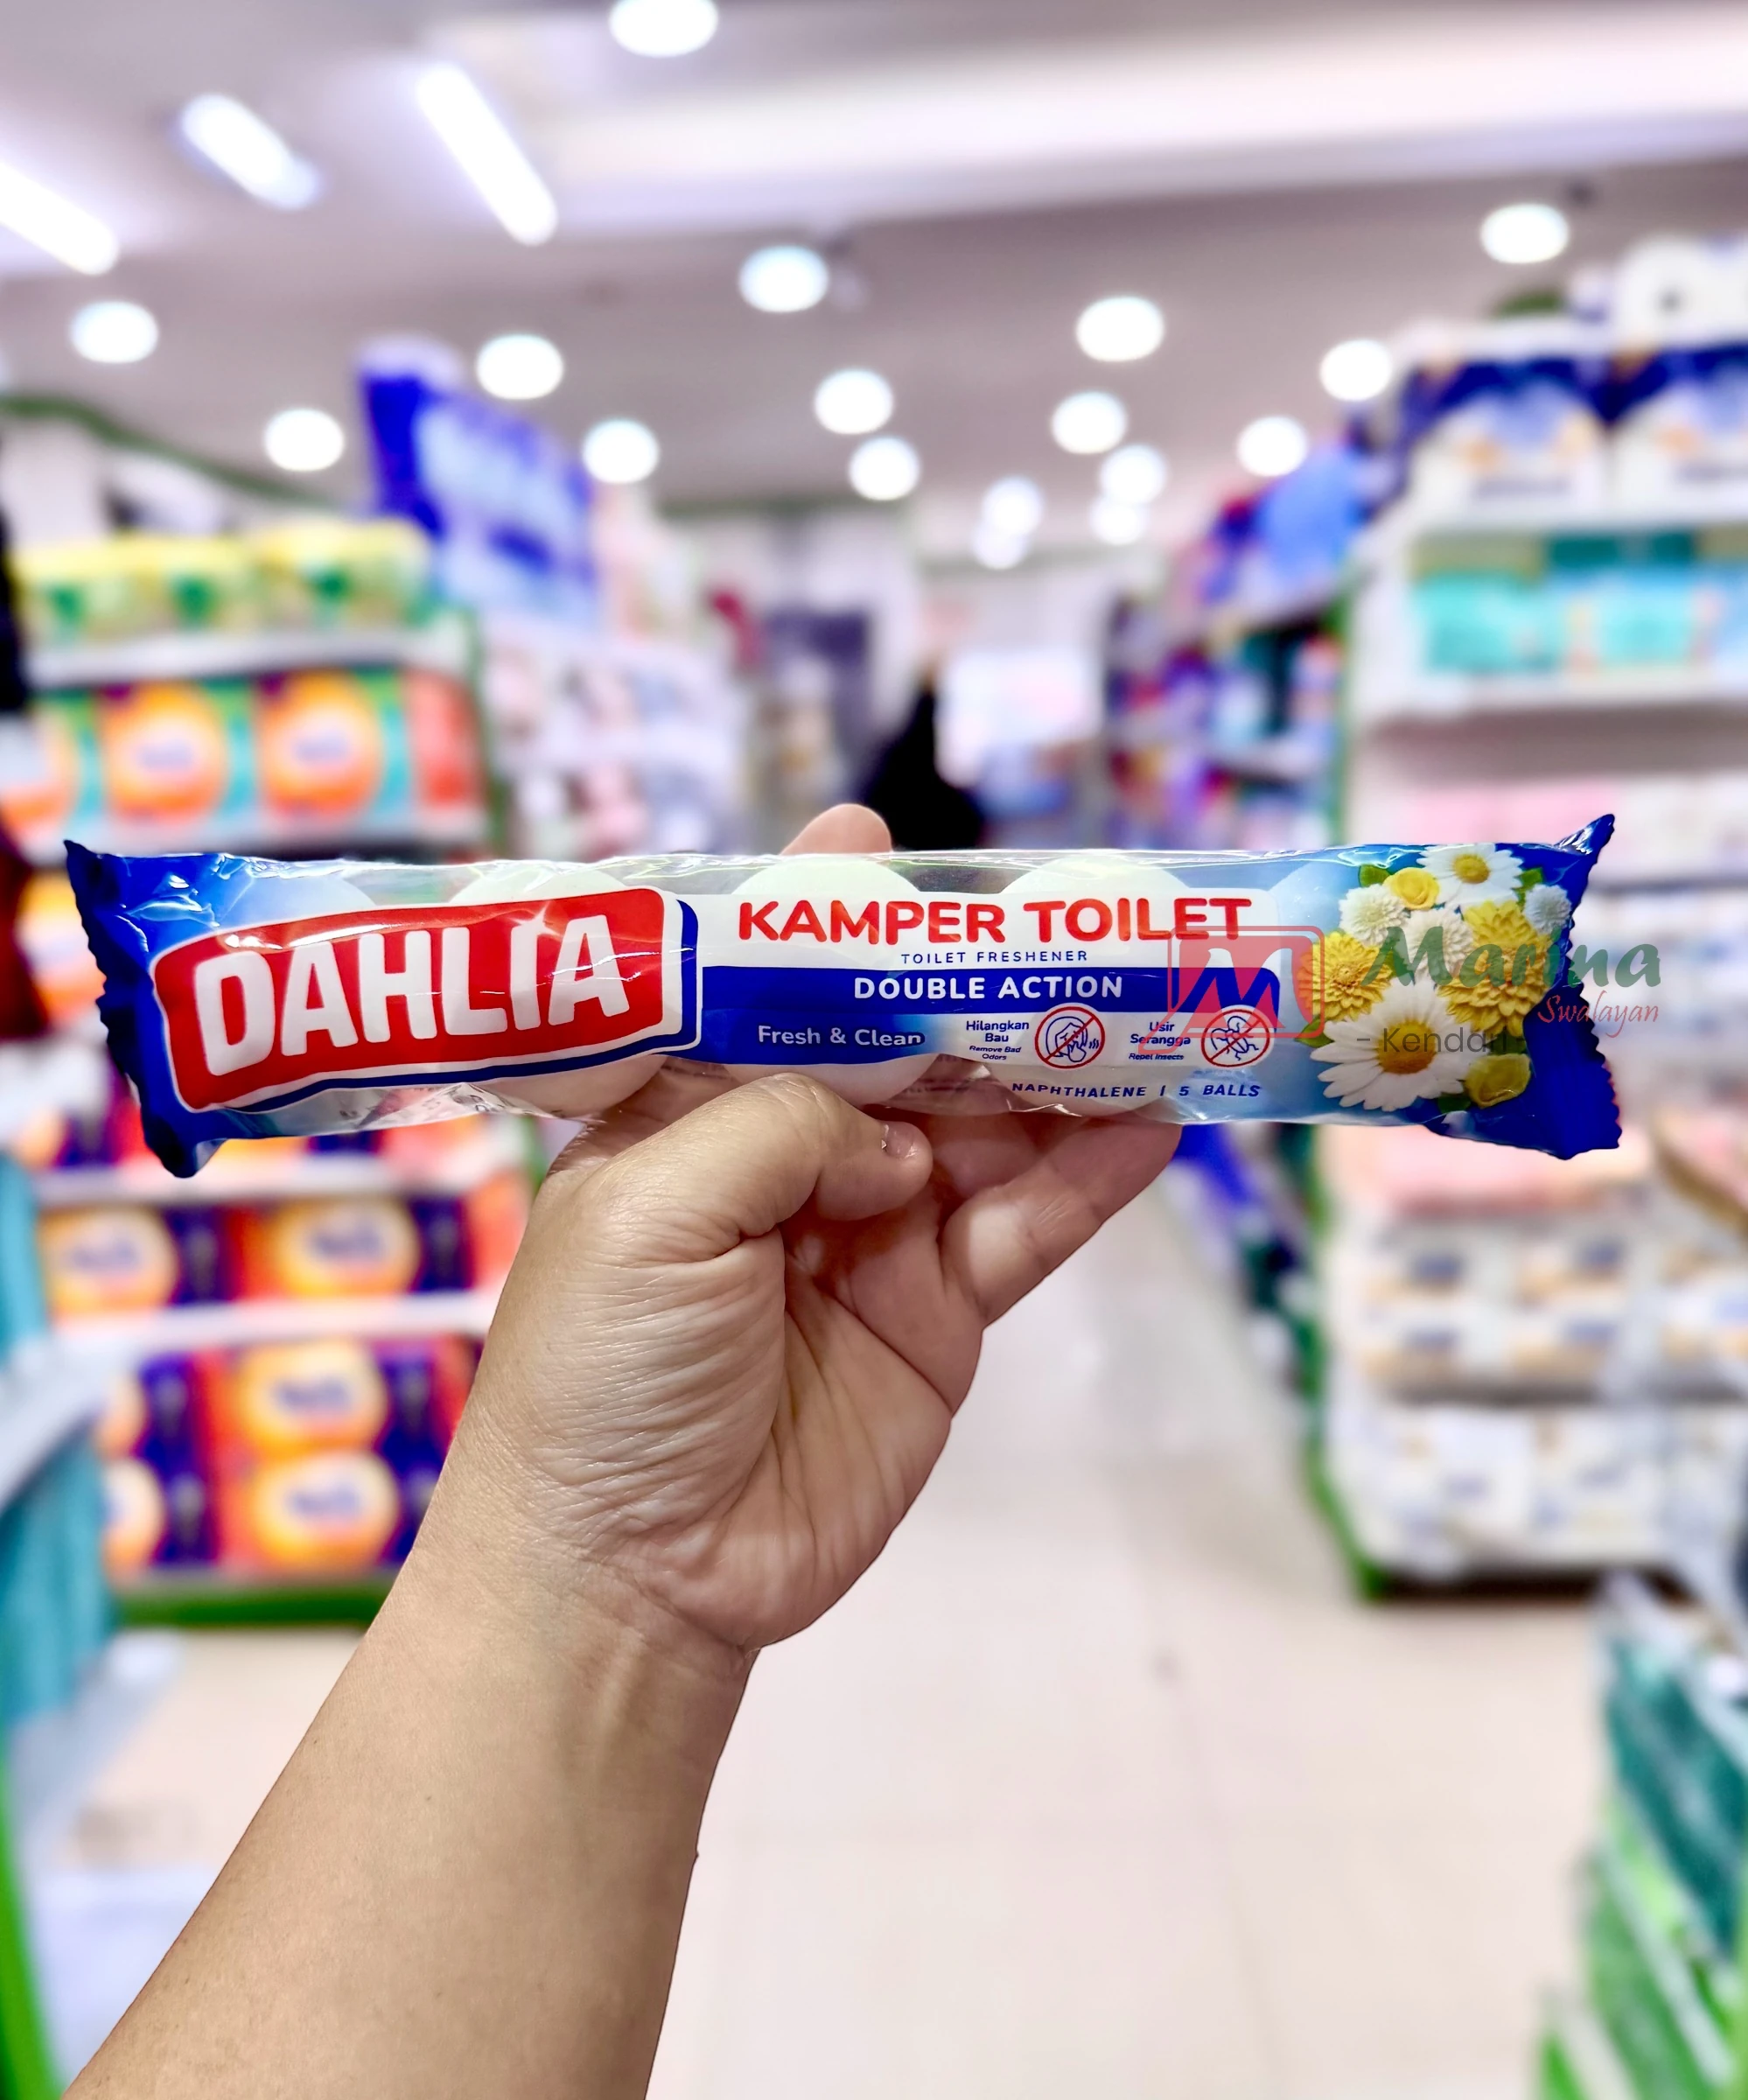 DAHLIA
KAMPER TOILET
TOILET FRESHENER
DOUBLE ACTION
Fresh & Clean
Hilangkan
Bau
Remove Bad
Odors
Usir
Serangga
Repel Insects
NAPHTHALENE | 5 BALLS
Marina
Swalayan
- Kendari -